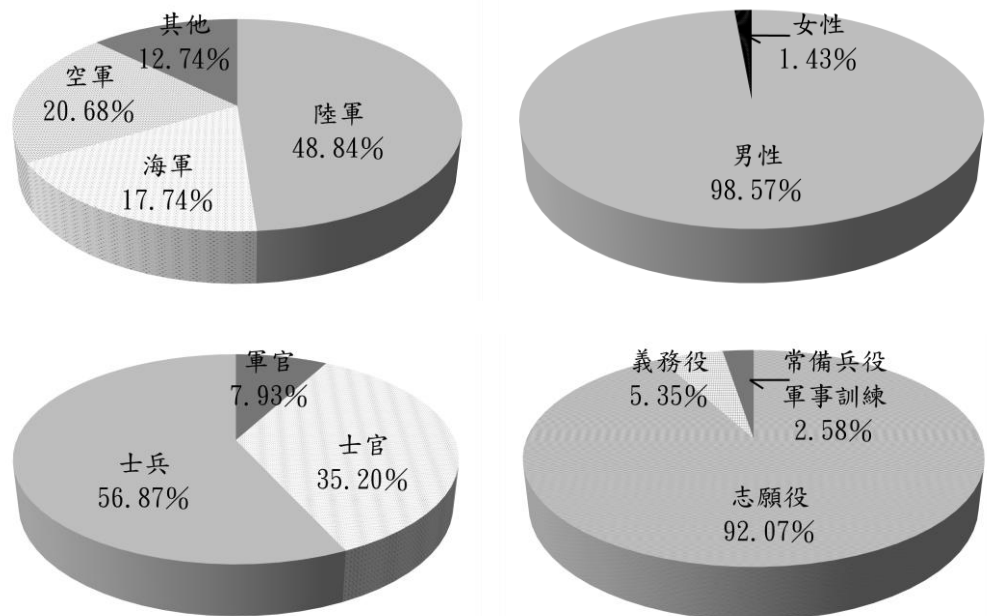 其他
12.74%
空軍
20.68%
陸軍
48.84%
海軍
17.74%
女性
1.43%
男性
98.57%
軍官
7.93%
士官
35.20%
士兵
56.87%
義務役
5.35%
常備兵役
軍事訓練
2.58%
志願役
92.07%